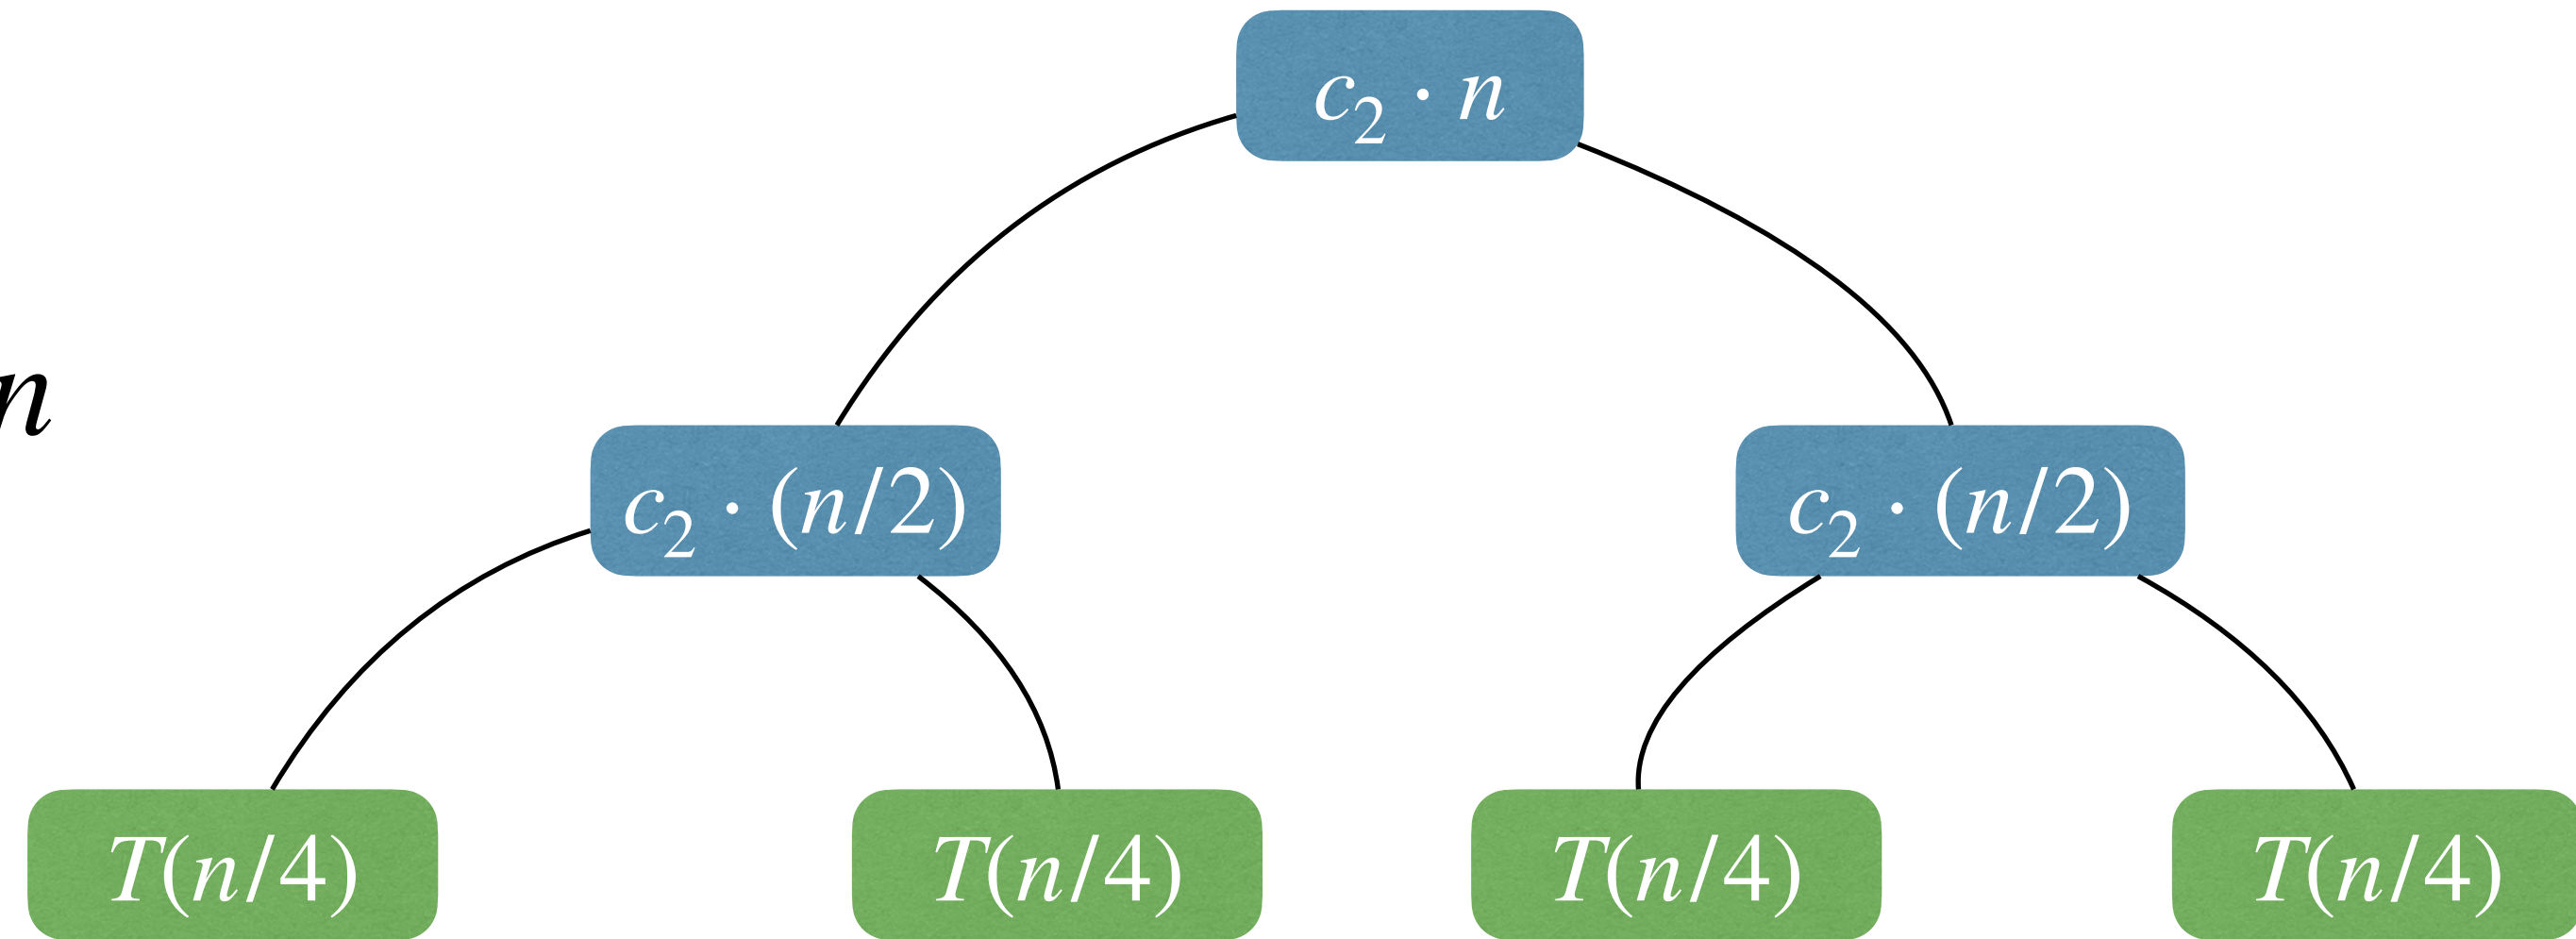 c₂ · n
n
c₂ · (n/2) c₂ · (n/2)
T(n/4) T(n/4) T(n/4) T(n/4)